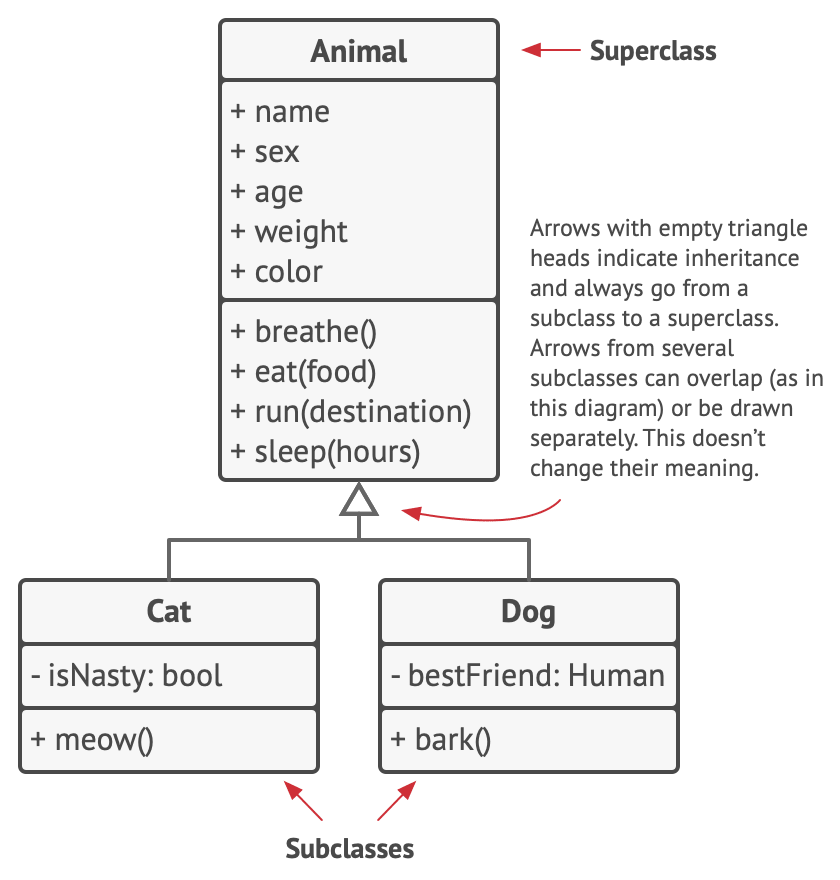 Animal
Superclass
+ name
+ sex
+ age
+ weight
+ color
+ breathe()
+ eat(food)
+ run(destination)
+ sleep(hours)
Arrows with empty triangle
heads indicate inheritance
and always go from a
subclass to a superclass.
Arrows from several
subclasses can overlap (as in
this diagram) or be drawn
separately. This doesn’t
change their meaning.
Cat
- isNasty: bool
+ meow()
Dog
- bestFriend: Human
+ bark()
Subclasses